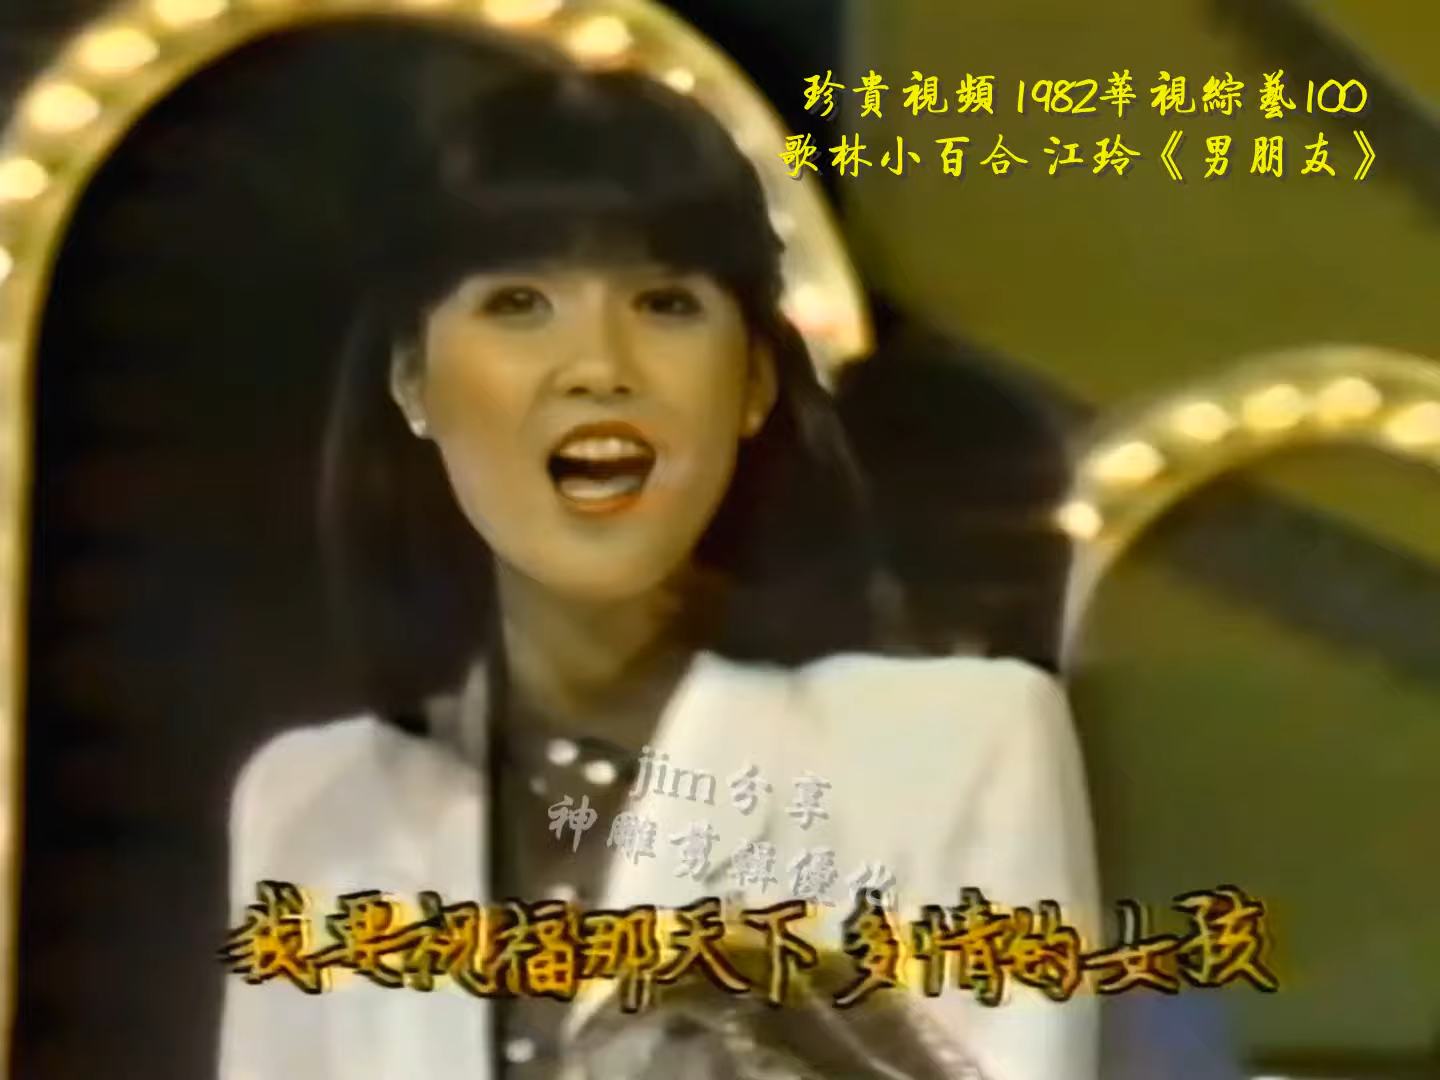 珍貴視頻 1982華視綜藝100
歌林小百合 江玲《男朋友》
jim分享
神雕剪輯優化
我要祝福那天下多情的女孩